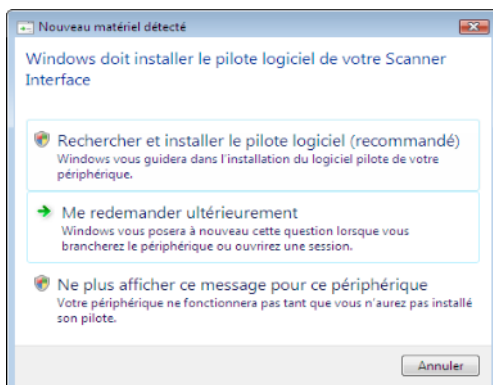 Nouveau matériel détecté
Windows doit installer le pilote logiciel de votre Scanner
Interface
Rechercher et installer le pilote logiciel (recommandé)
Windows vous guidera dans l'installation du logiciel pilote de votre
périphérique.
Me redemander ultérieurement
Windows vous posera à nouveau cette question lorsque vous
brancherez le périphérique ou ouvrirez une session.
Ne plus afficher ce message pour ce périphérique
Votre périphérique ne fonctionnera pas tant que vous n'aurez pas installé
son pilote.
Annuler